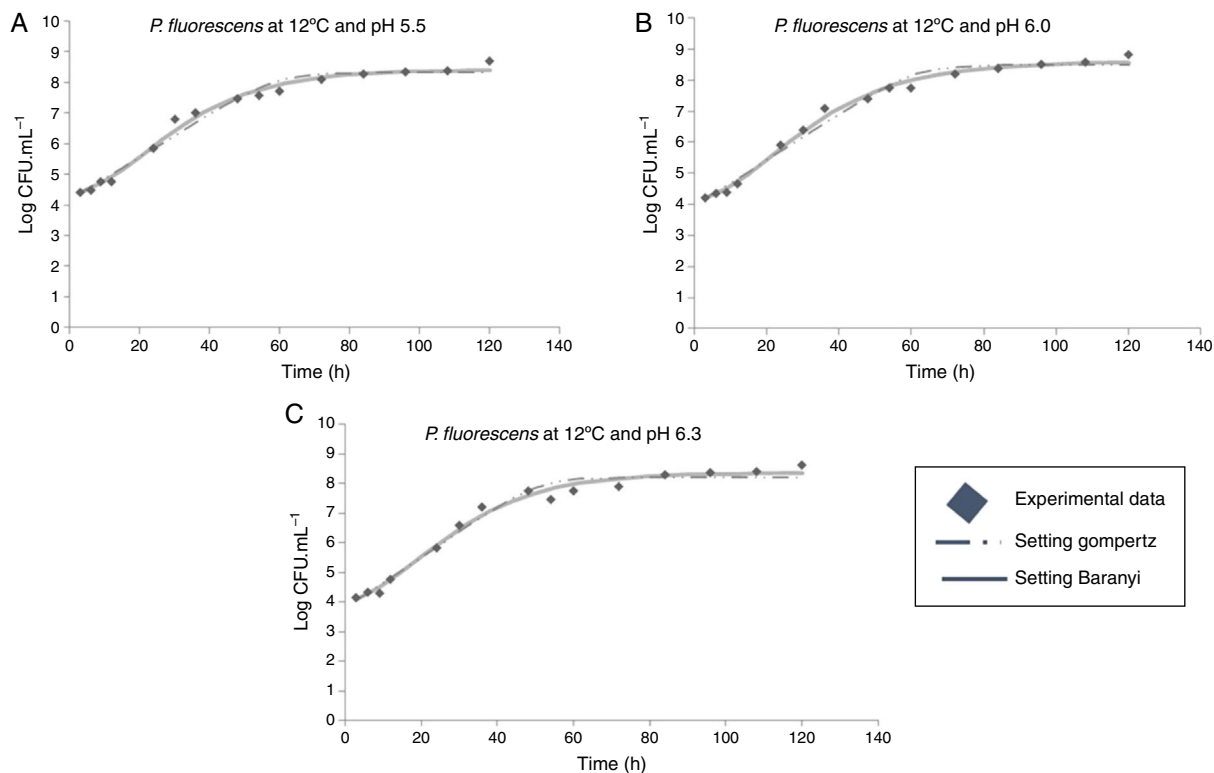 A
P. fluorescens at 12ºC and pH 5.5
10
9
8
7
6
5
4
3
2
1
0
Log CFU.mL–1
0 20 40 60 80 100 120 140
Time (h)
B
P. fluorescens at 12ºC and pH 6.0
10
9
8
7
6
5
4
3
2
1
0
Log CFU.mL–1
0 20 40 60 80 100 120 140
Time (h)
C
P. fluorescens at 12ºC and pH 6.3
10
9
8
7
6
5
4
3
2
1
0
Log CFU.mL–1
0 20 40 60 80 100 120 140
Time (h)
Experimental data
Setting gompertz
Setting Baranyi